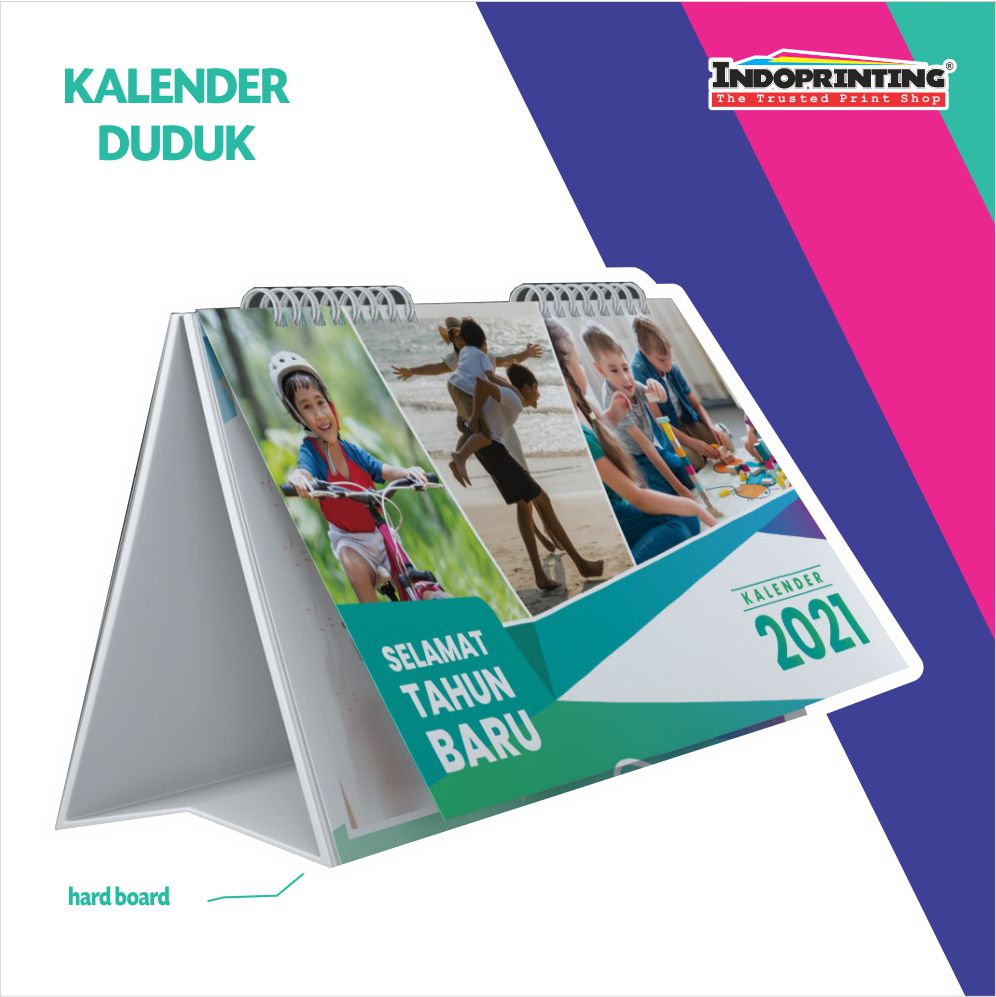 KALENDER
DUDUK
INDOPRINTING®
The Trusted Print Shop
KALENDER
2021
SELAMAT
TAHUN
BARU
hard board